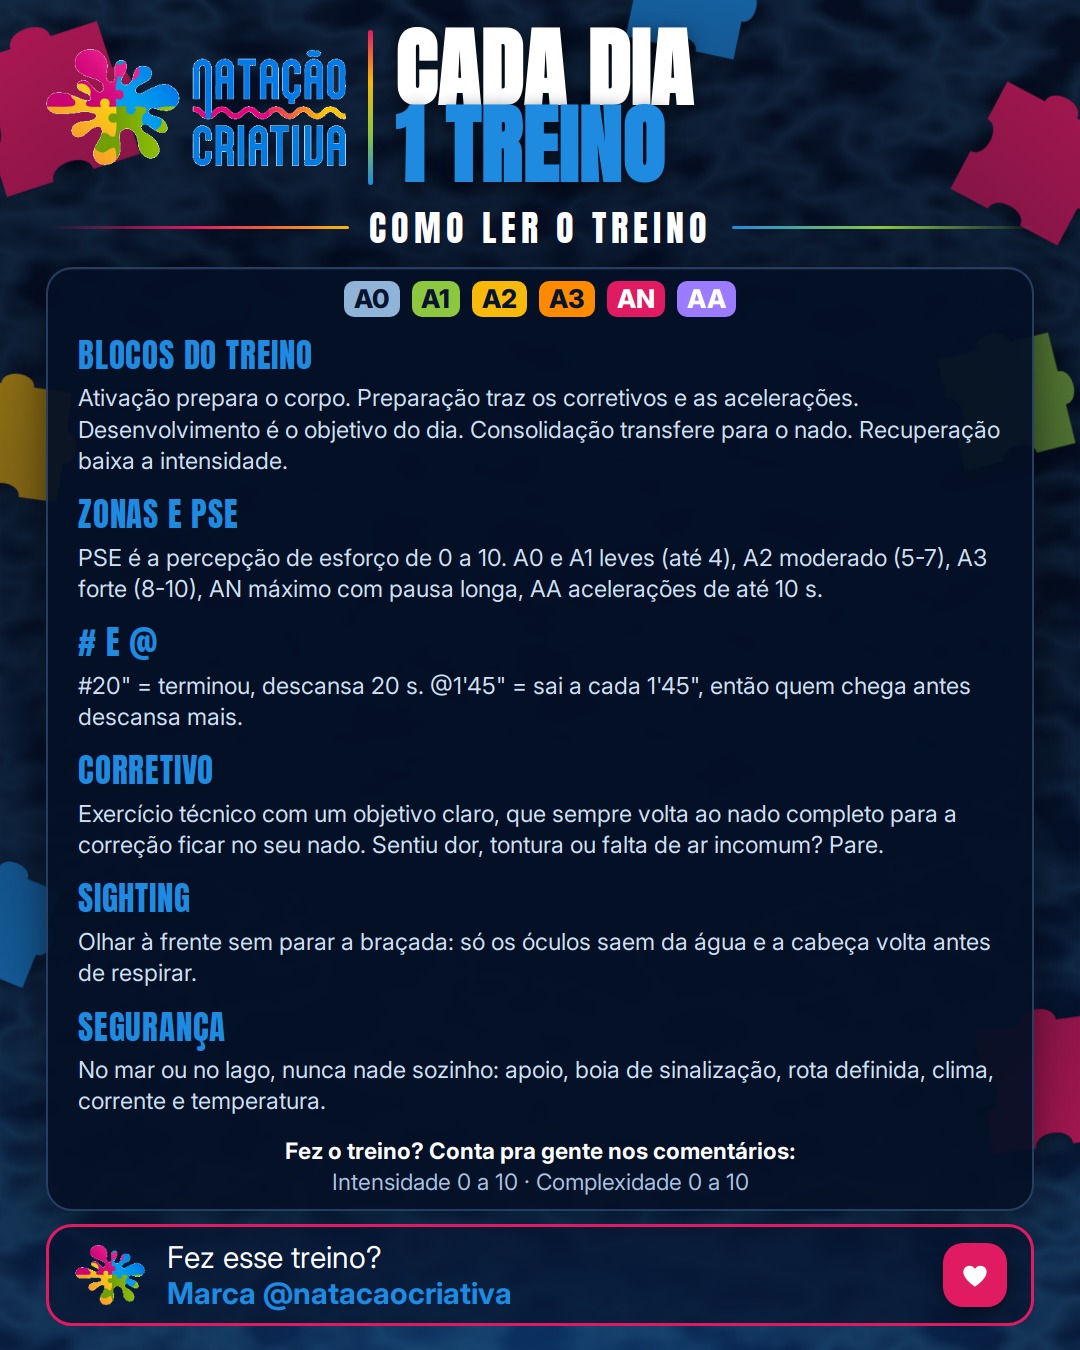 NATAÇÃO
CRIATIVA
CADA DIA
1 TREINO
COMO LER O TREINO
A0 A1 A2 A3 AN AA
BLOCOS DO TREINO
Ativação prepara o corpo. Preparação traz os corretivos e as acelerações.
Desenvolvimento é o objetivo do dia. Consolidação transfere para o nado. Recuperação
baixa a intensidade.
ZONAS E PSE
PSE é a percepção de esforço de 0 a 10. A0 e A1 leves (até 4), A2 moderado (5-7), A3
forte (8-10), AN máximo com pausa longa, AA acelerações de até 10 s.
# E @
#20" = terminou, descansa 20 s. @1'45" = sai a cada 1'45", então quem chega antes
descansa mais.
CORRETIVO
Exercício técnico com um objetivo claro, que sempre volta ao nado completo para a
correção ficar no seu nado. Sentiu dor, tontura ou falta de ar incomum? Pare.
SIGHTING
Olhar à frente sem parar a braçada: só os óculos saem da água e a cabeça volta antes
de respirar.
SEGURANÇA
No mar ou no lago, nunca nade sozinho: apoio, boia de sinalização, rota definida, clima,
corrente e temperatura.
Fez o treino? Conta pra gente nos comentários:
Intensidade 0 a 10 · Complexidade 0 a 10
Fez esse treino?
Marca @natacaocriativa